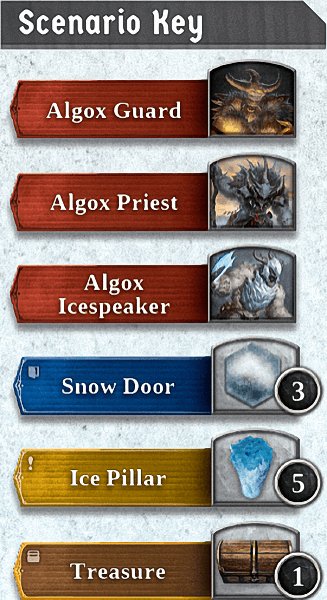 Scenario Key
Algox Guard
Algox Priest
Algox
Icespeaker
Snow Door
3
!
Ice Pillar
5
Treasure
1